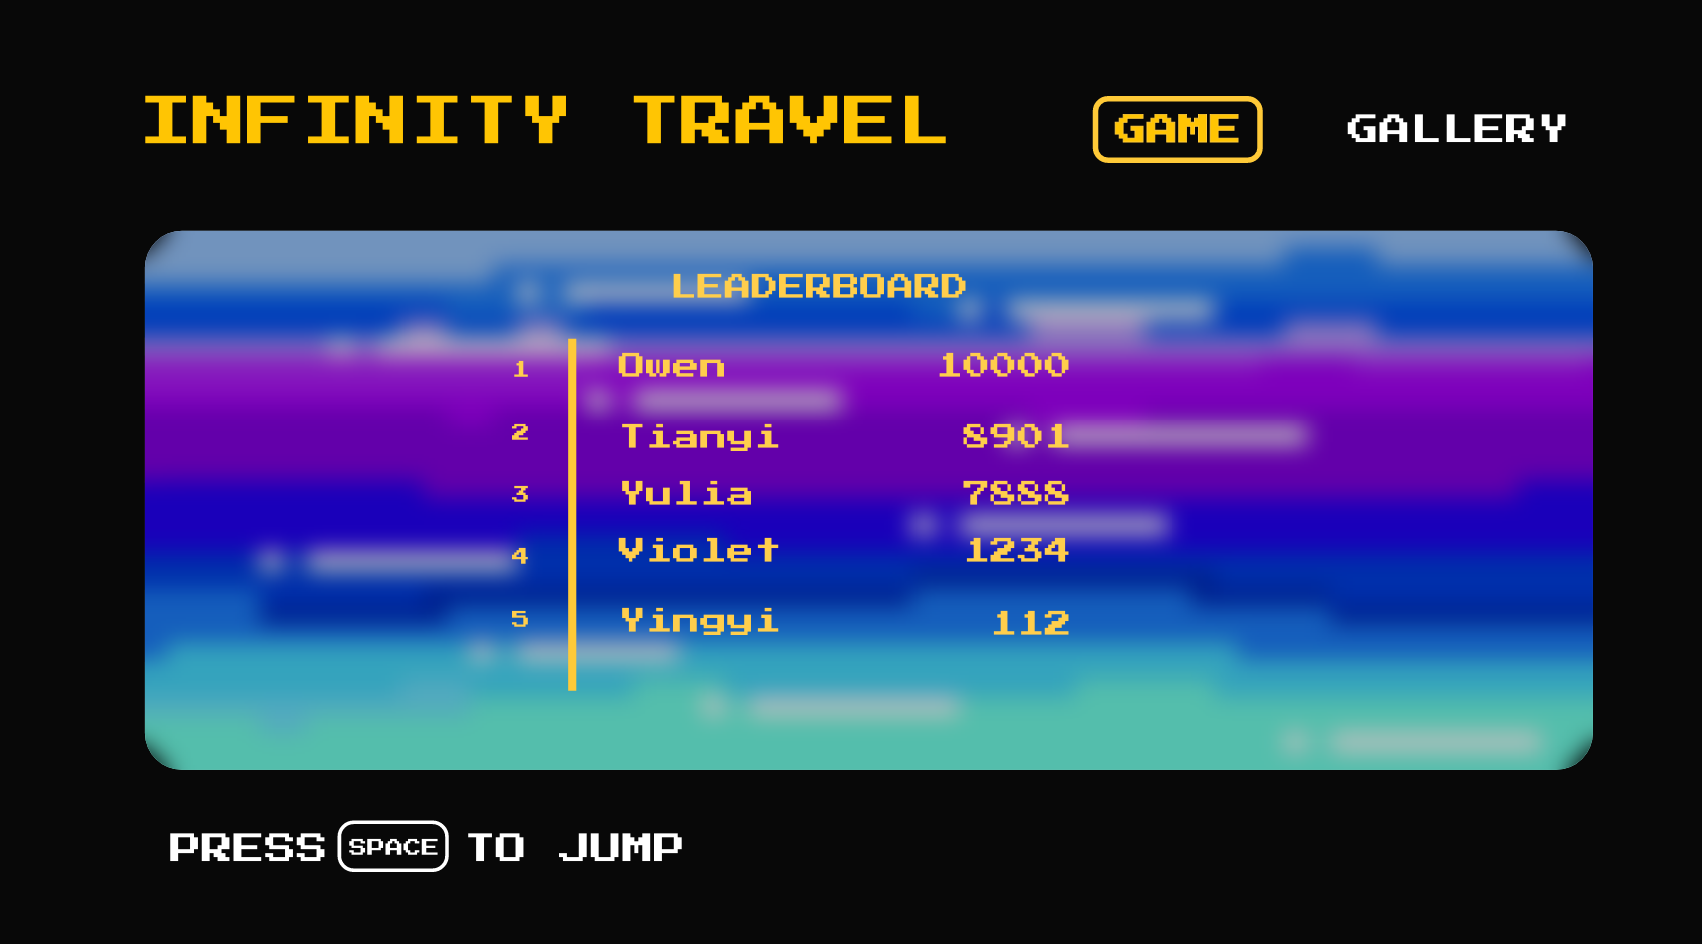 INFINITY TRAVEL GAME GALLERY
LEADERBOARD
1 Owen 10000
2 Tianyi 8901
3 Yulia 7888
4 Violet 1234
5 Yingyi 112
PRESS SPACE TO JUMP